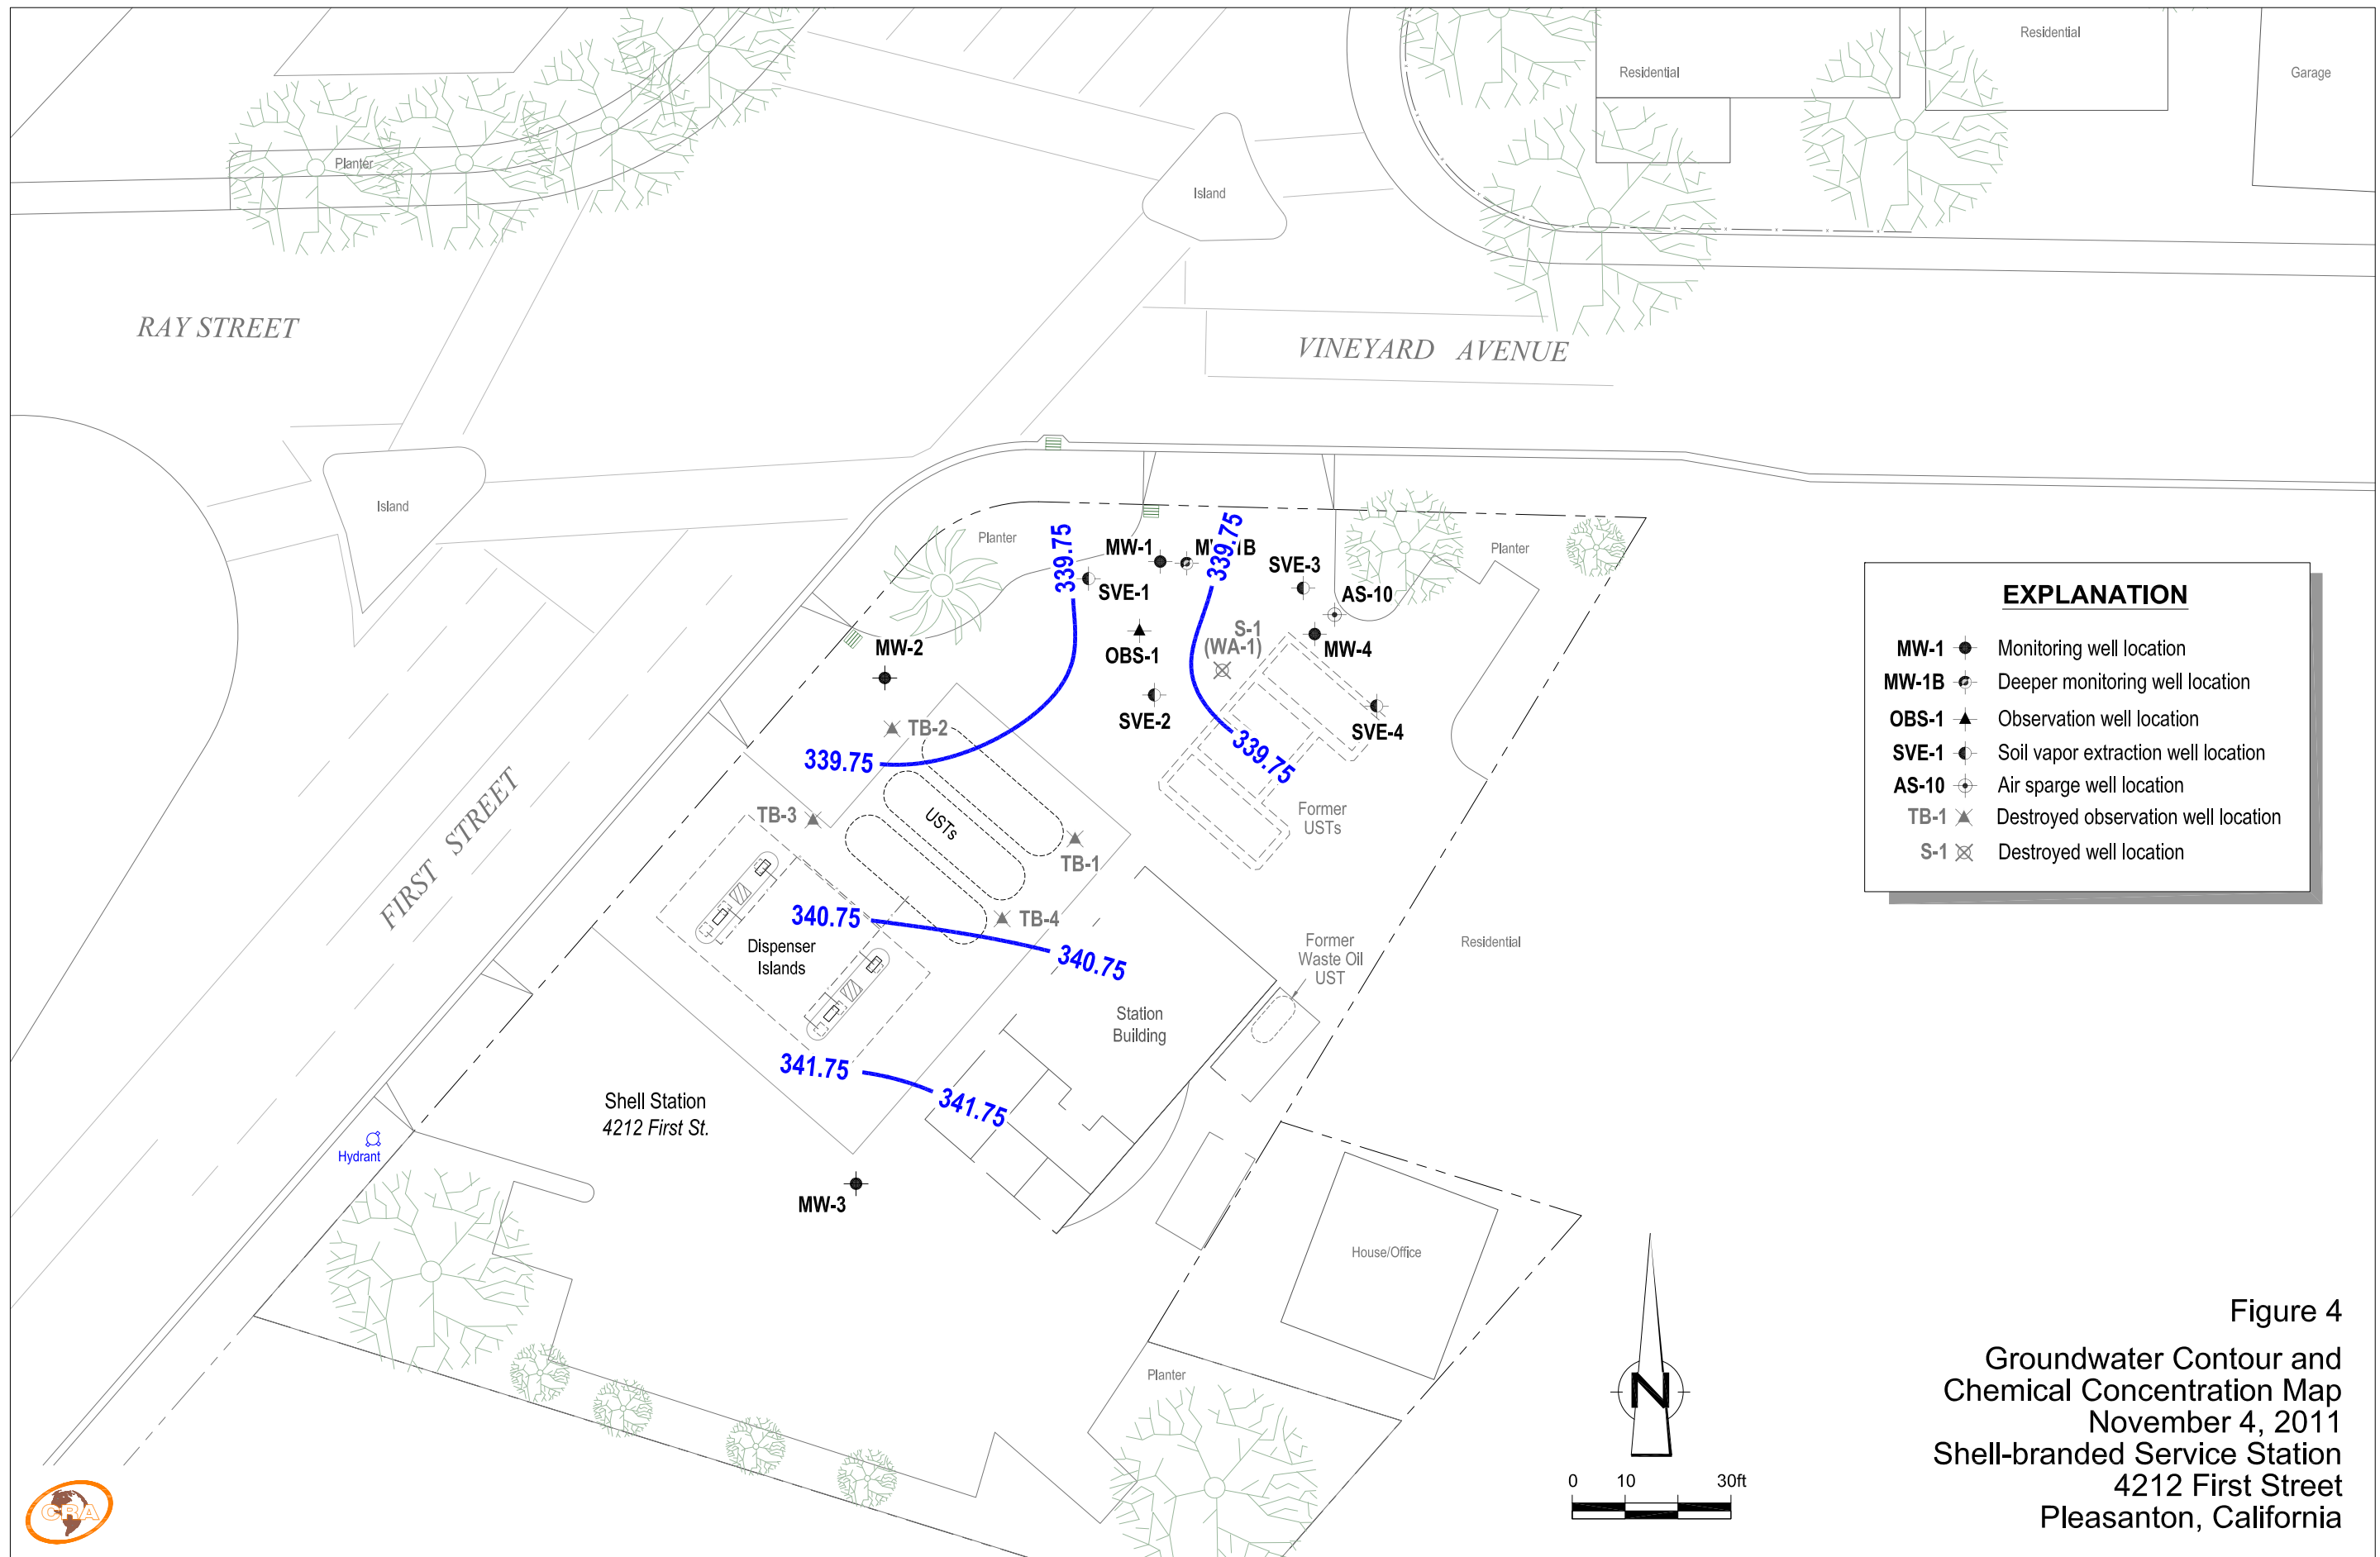 Residential
Residential
Garage
Planter
Island
RAY STREET
VINEYARD AVENUE
Island
Planter
339.75
MW-1
339.75
SVE-1
SVE-3
AS-10
Planter
S-1
(WA-1)
OBS-1
MW-4
MW-2
SVE-2
SVE-4
TB-2
339.75
339.75
TB-3
USTs
Former
USTs
TB-1
FIRST STREET
340.75
TB-4
Dispenser
Islands
340.75
Former
Waste Oil
UST
Residential
Station
Building
341.75
341.75
Shell Station
4212 First St.
Hydrant
MW-3
House/Office
Planter
EXPLANATION
MW-1 Monitoring well location
MW-1B Deeper monitoring well location
OBS-1 Observation well location
SVE-1 Soil vapor extraction well location
AS-10 Air sparge well location
TB-1 Destroyed observation well location
S-1 Destroyed well location
N
0 10 30ft
CRA
Figure 4
Groundwater Contour and
Chemical Concentration Map
November 4, 2011
Shell-branded Service Station
4212 First Street
Pleasanton, California